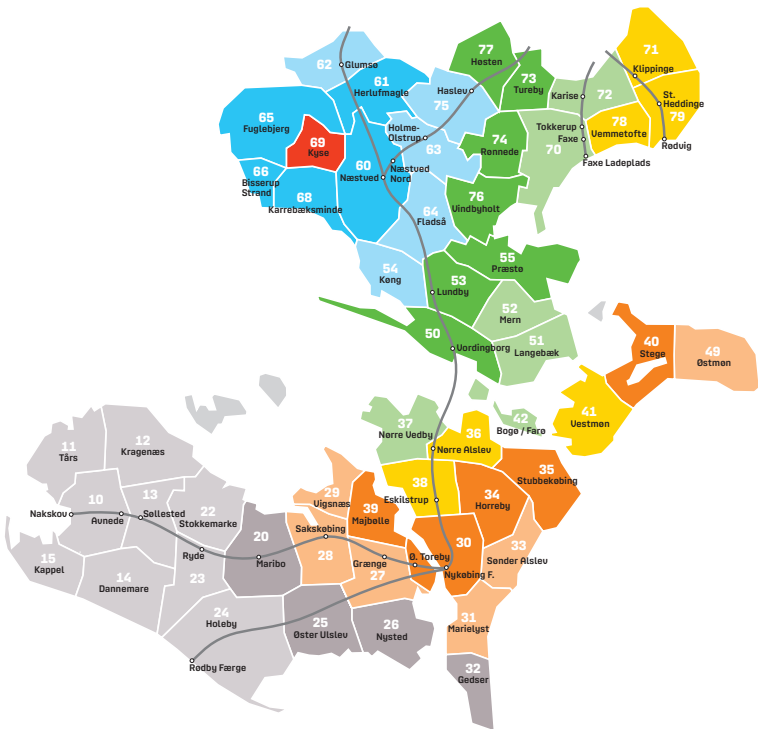 62
Glumsø
61
Herlufmagle
65
Fuglebjerg
69
Kyse
60
Næstved
66
Bisserup
Strand
68
Karrebæksminde
Næstved
Nord
Holme-
Olstrup
63
Haslev
75
64
Fladså
54
Køng
77
Hosten
73
Tureby
74
Rønnede
76
Vindbyholt
Karise
72
Tokkerup
Faxe
70
Faxe Ladeplads
78
Vemmetofte
71
Klippinge
St.
Heddinge
79
Rødvig
55
Præstø
53
Lundby
52
Mern
50
Vordingborg
51
Langebæk
40
Stege
49
Østmøn
41
Vestmøn
42
Bogø / Farø
37
Nørre Vedby
36
Nørre Alslev
38
Eskilstrup
35
Stubbekøbing
34
Horreby
33
Sønder Alslev
30
Nykøbing F.
Ø. Toreby
31
Marielyst
32
Gedser
29
Vigsnæs
39
Majbølle
Sakskøbing
28
Grænge
27
25
Øster Ulslev
26
Nysted
20
Maribo
11
Tårs
12
Kragenæs
10
Nakskov
Avnede
13
Søllested
22
Stokkemarke
Ryde
23
15
Kappel
14
Dannemare
24
Holeby
Rødby Færge